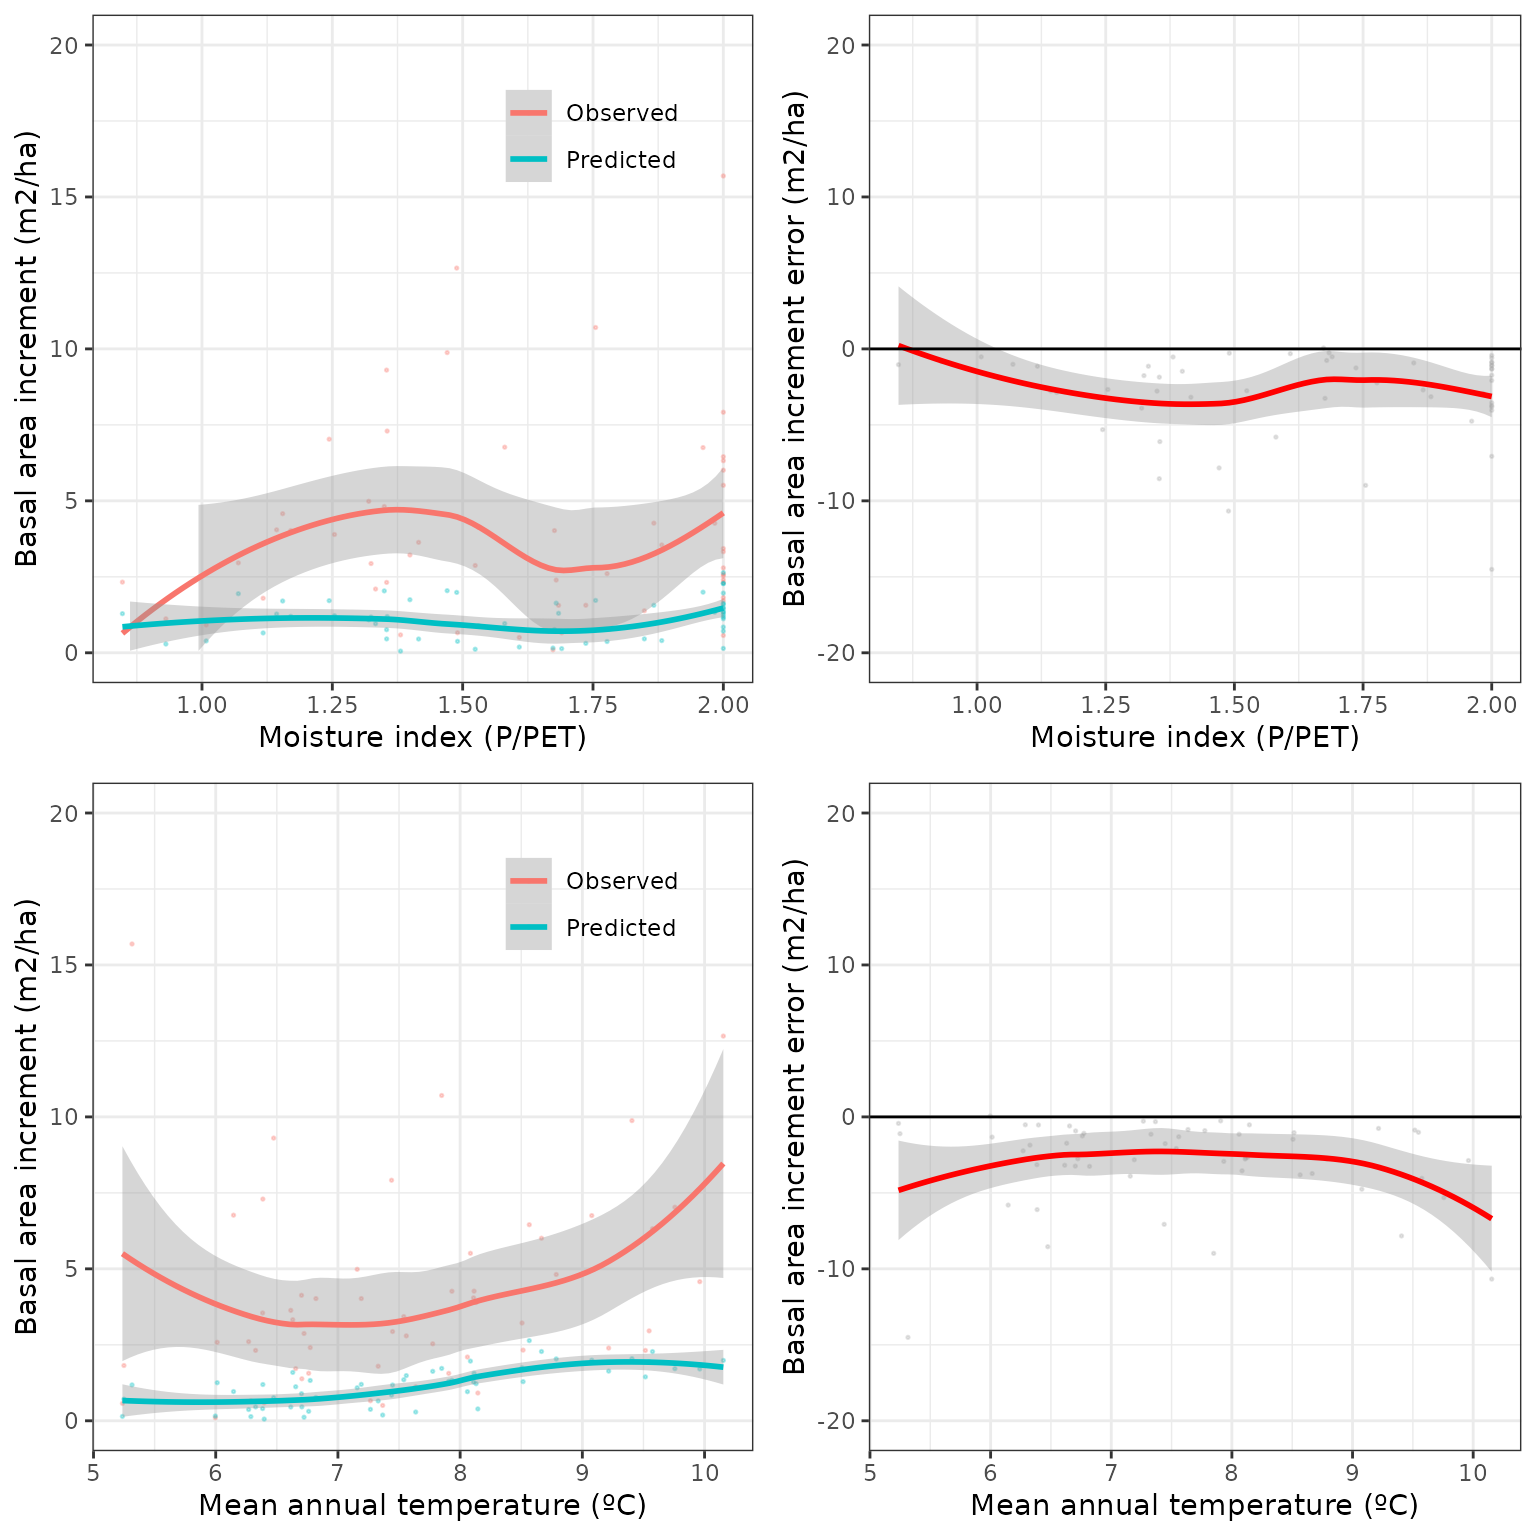 Basal area increment (m2/ha)
20
15
10
5
0
Observed
Predicted
1.00 1.25 1.50 1.75 2.00
Moisture index (P/PET)
Basal area increment error (m2/ha)
20
10
0
-10
-20
1.00 1.25 1.50 1.75 2.00
Moisture index (P/PET)
Basal area increment (m2/ha)
20
15
10
5
0
Observed
Predicted
5 6 7 8 9 10
Mean annual temperature (ºC)
Basal area increment error (m2/ha)
20
10
0
-10
-20
5 6 7 8 9 10
Mean annual temperature (ºC)